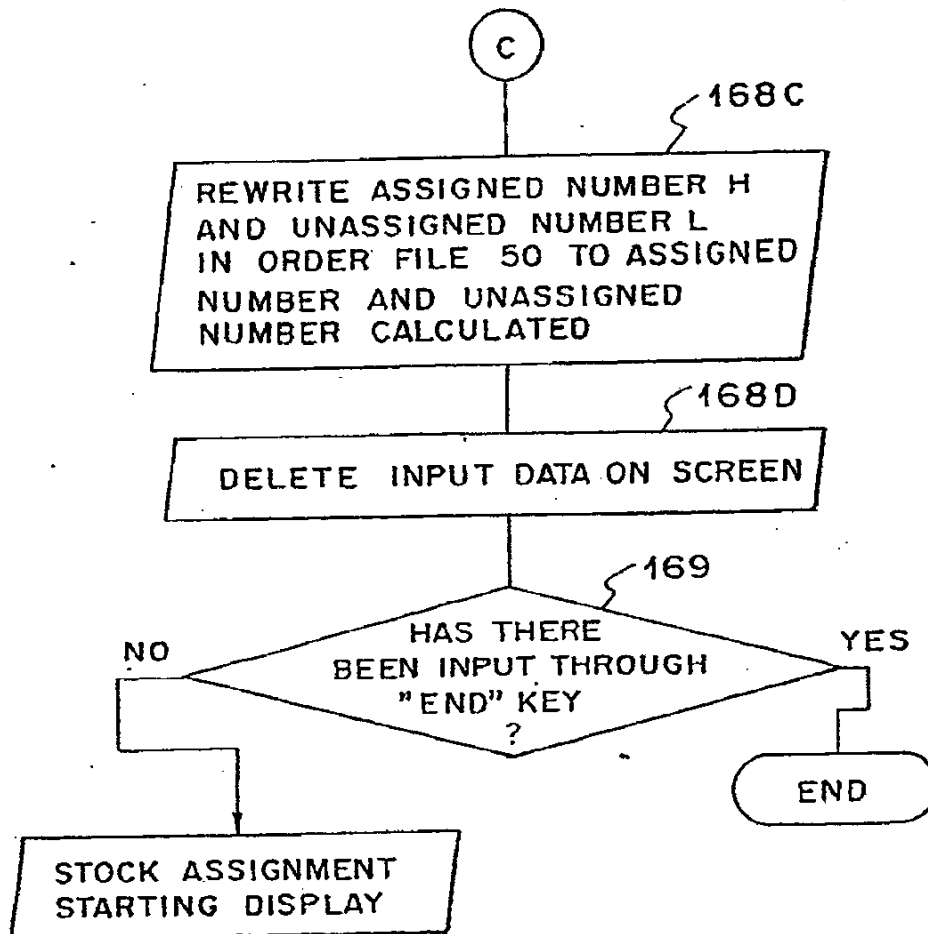 C
168C
REWRITE ASSIGNED NUMBER H
AND UNASSIGNED NUMBER L
IN ORDER FILE 50 TO ASSIGNED
NUMBER AND UNASSIGNED
NUMBER CALCULATED
168D
DELETE INPUT DATA ON SCREEN
169
HAS THERE
BEEN INPUT THROUGH
"END" KEY
?
NO
YES
END
STOCK ASSIGNMENT
STARTING DISPLAY